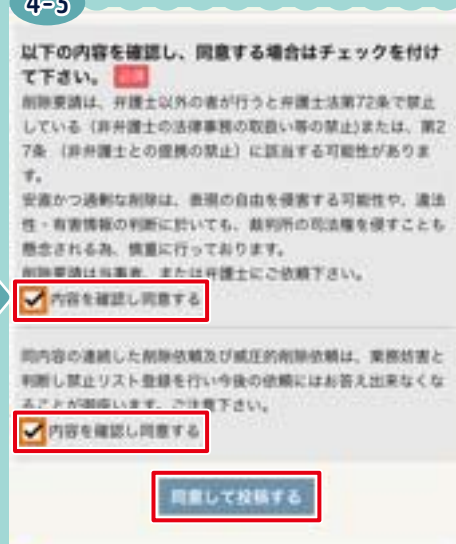 4-5
以下の内容を確認し、同意する場合はチェックを付け
て下さい。 必須
削除要請は、弁護士以外の者が行うと弁護士法第72条で禁止
している（非弁護士の法律事務の取扱い等の禁止)または、第2
7条 （非弁護士との提携の禁止）に該当する可能性がありま
す。
安直かつ過剰な削除は、表現の自由を侵害する可能性や、違法
性・有害情報の判断に於いても、裁判所の司法権を侵すことも
懸念される為、慎重に行っております。
削除要請は当事者、または弁護士にご依頼下さい。
内容を確認し同意する
同内容の連続した削除依頼及び威圧的削除依頼は、業務妨害と
判断し禁止リスト登録を行い今後の依頼にはお答え出来なくな
ることが御座います。ご注意下さい。
内容を確認し同意する
同意して投稿する